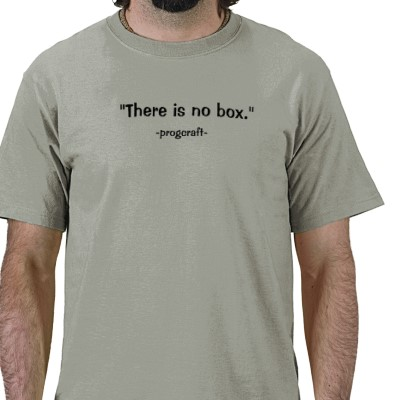 "There is no box."
-progcraft-